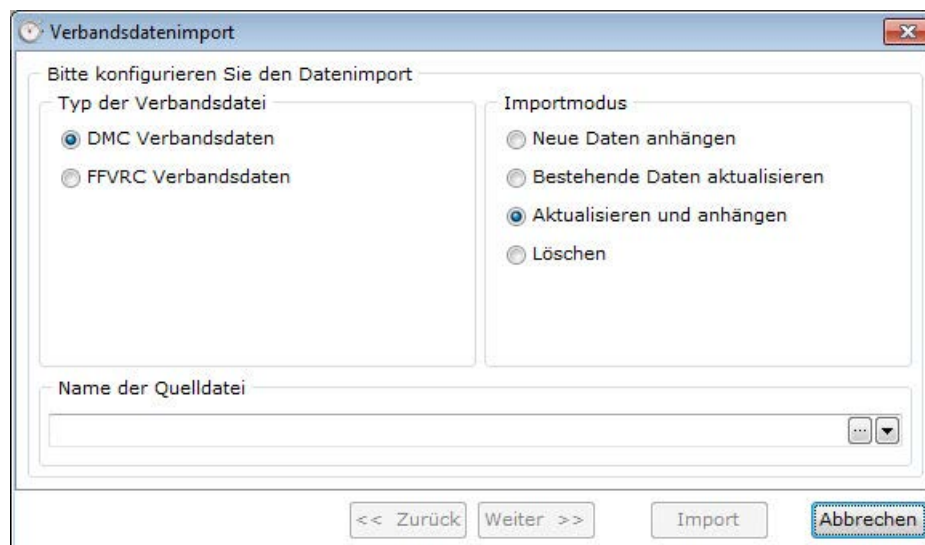 Verbandsdatenimport
Bitte konfigurieren Sie den Datenimport
Typ der Verbandsdatei
DMC Verbandsdaten
FFVRC Verbandsdaten
Importmodus
Neue Daten anhängen
Bestehende Daten aktualisieren
Aktualisieren und anhängen
Löschen
Name der Quelldatei
...
<< Zurück
Weiter >>
Import
Abbrechen